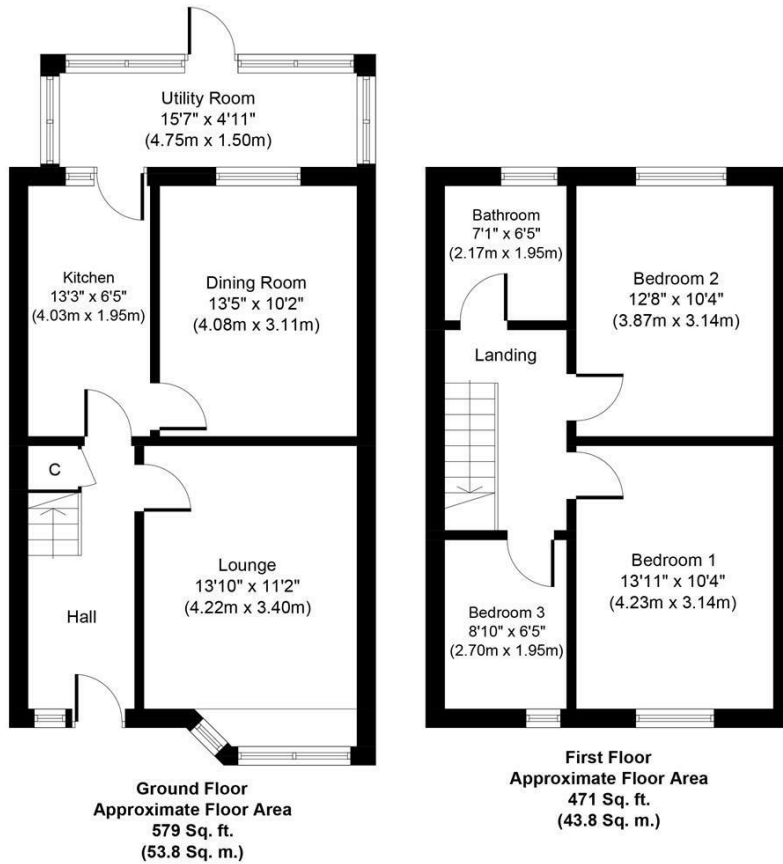 Utility Room
15'7" x 4'11"
(4.75m x 1.50m)
Kitchen
13'3" x 6'5"
(4.03m x 1.95m)
Dining Room
13'5" x 10'2"
(4.08m x 3.11m)
C
Hall
Lounge
13'10" x 11'2"
(4.22m x 3.40m)
Ground Floor
Approximate Floor Area
579 Sq. ft.
(53.8 Sq. m.)
Bathroom
7'1" x 6'5"
(2.17m x 1.95m)
Bedroom 2
12'8" x 10'4"
(3.87m x 3.14m)
Landing
Bedroom 1
13'11" x 10'4"
(4.23m x 3.14m)
Bedroom 3
8'10" x 6'5"
(2.70m x 1.95m)
First Floor
Approximate Floor Area
471 Sq. ft.
(43.8 Sq. m.)